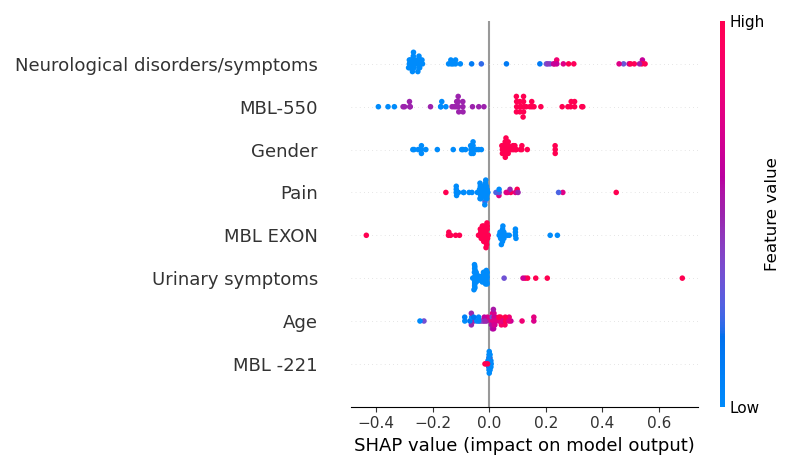 High
Neurological disorders/symptoms
MBL-550
Gender
Pain
MBL EXON
Urinary symptoms
Age
MBL -221
Feature value
Low
−0.4 −0.2 0.0 0.2 0.4 0.6
SHAP value (impact on model output)